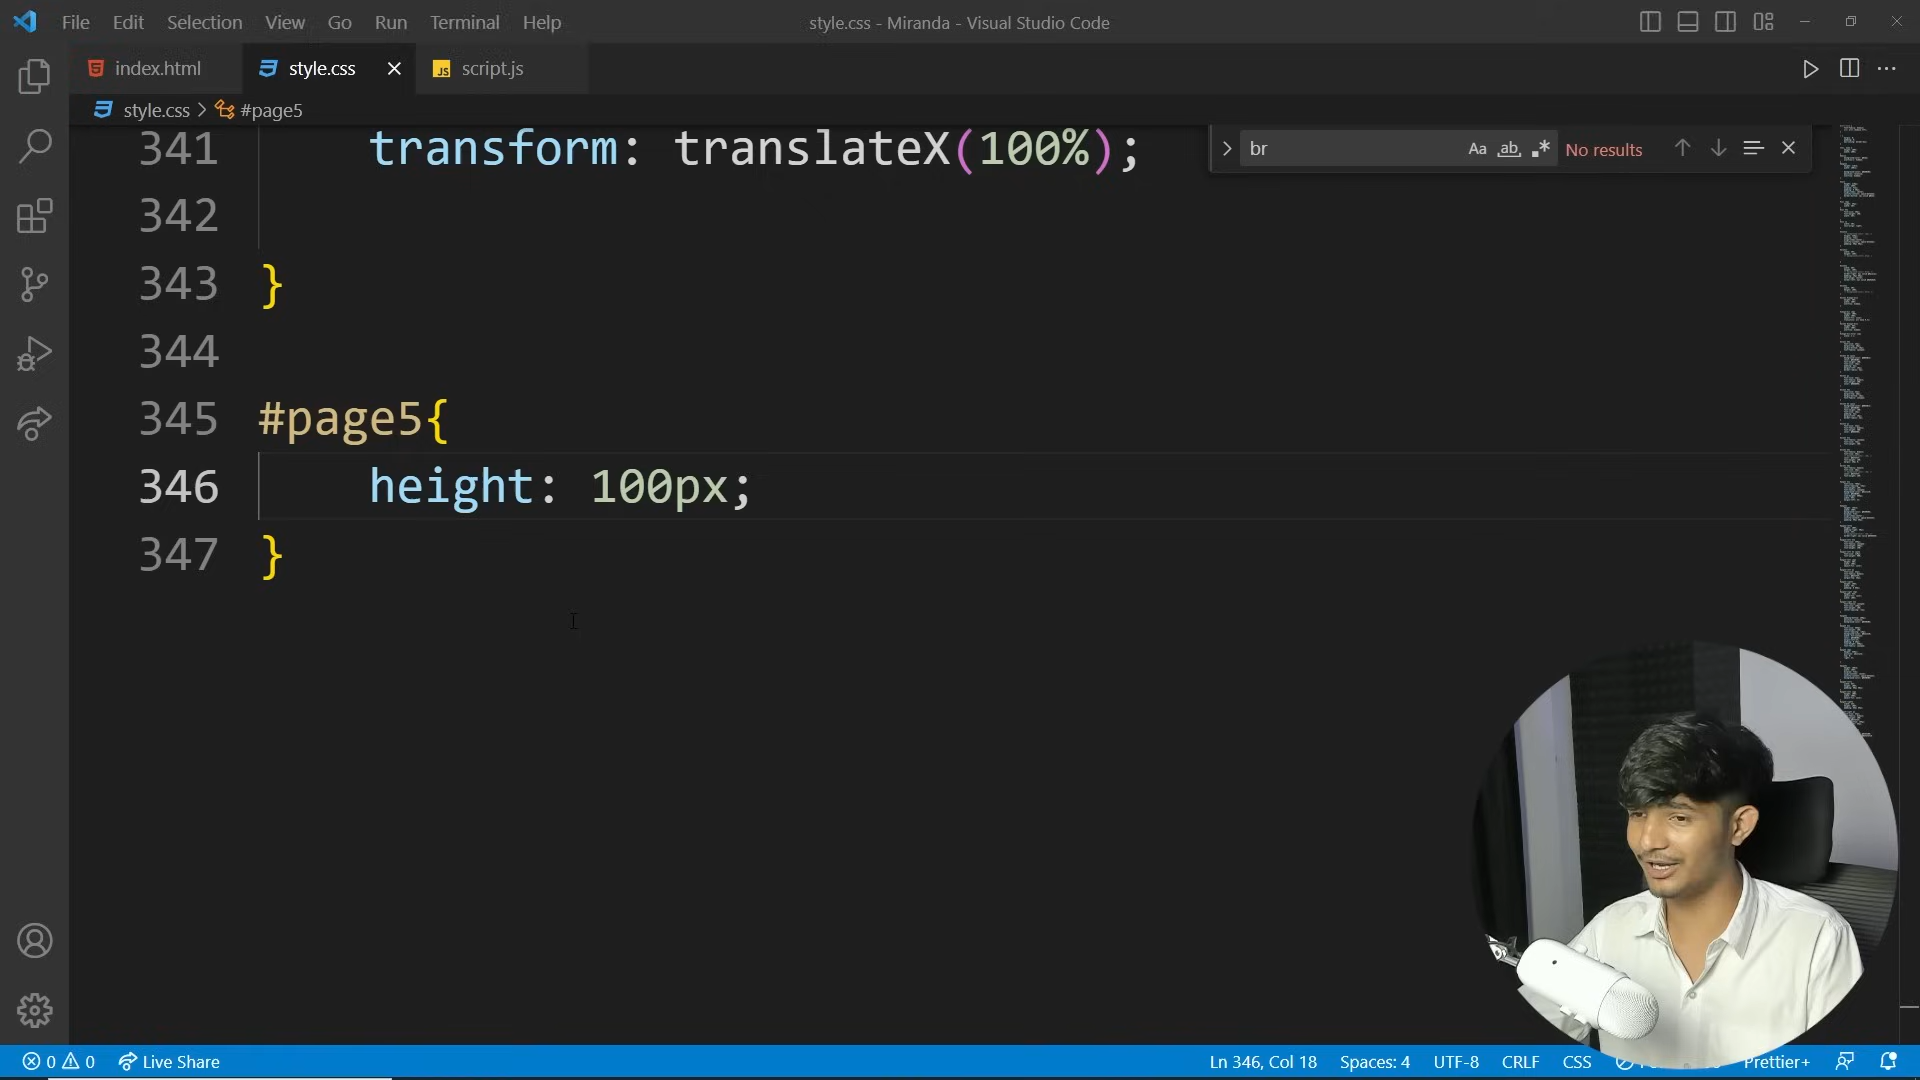 File Edit Selection View Go Run Terminal Help
style.css - Miranda - Visual Studio Code
index.html
style.css
JS script.js
style.css > #page5
br
Aa ab .*
No results
341 transform: translateX(100%);
342
343 }
344
345 #page5{
346 height: 100px;
347 }
0 0 Live Share
Ln 346, Col 18 Spaces: 4 UTF-8 CRLF CSS Prettier+